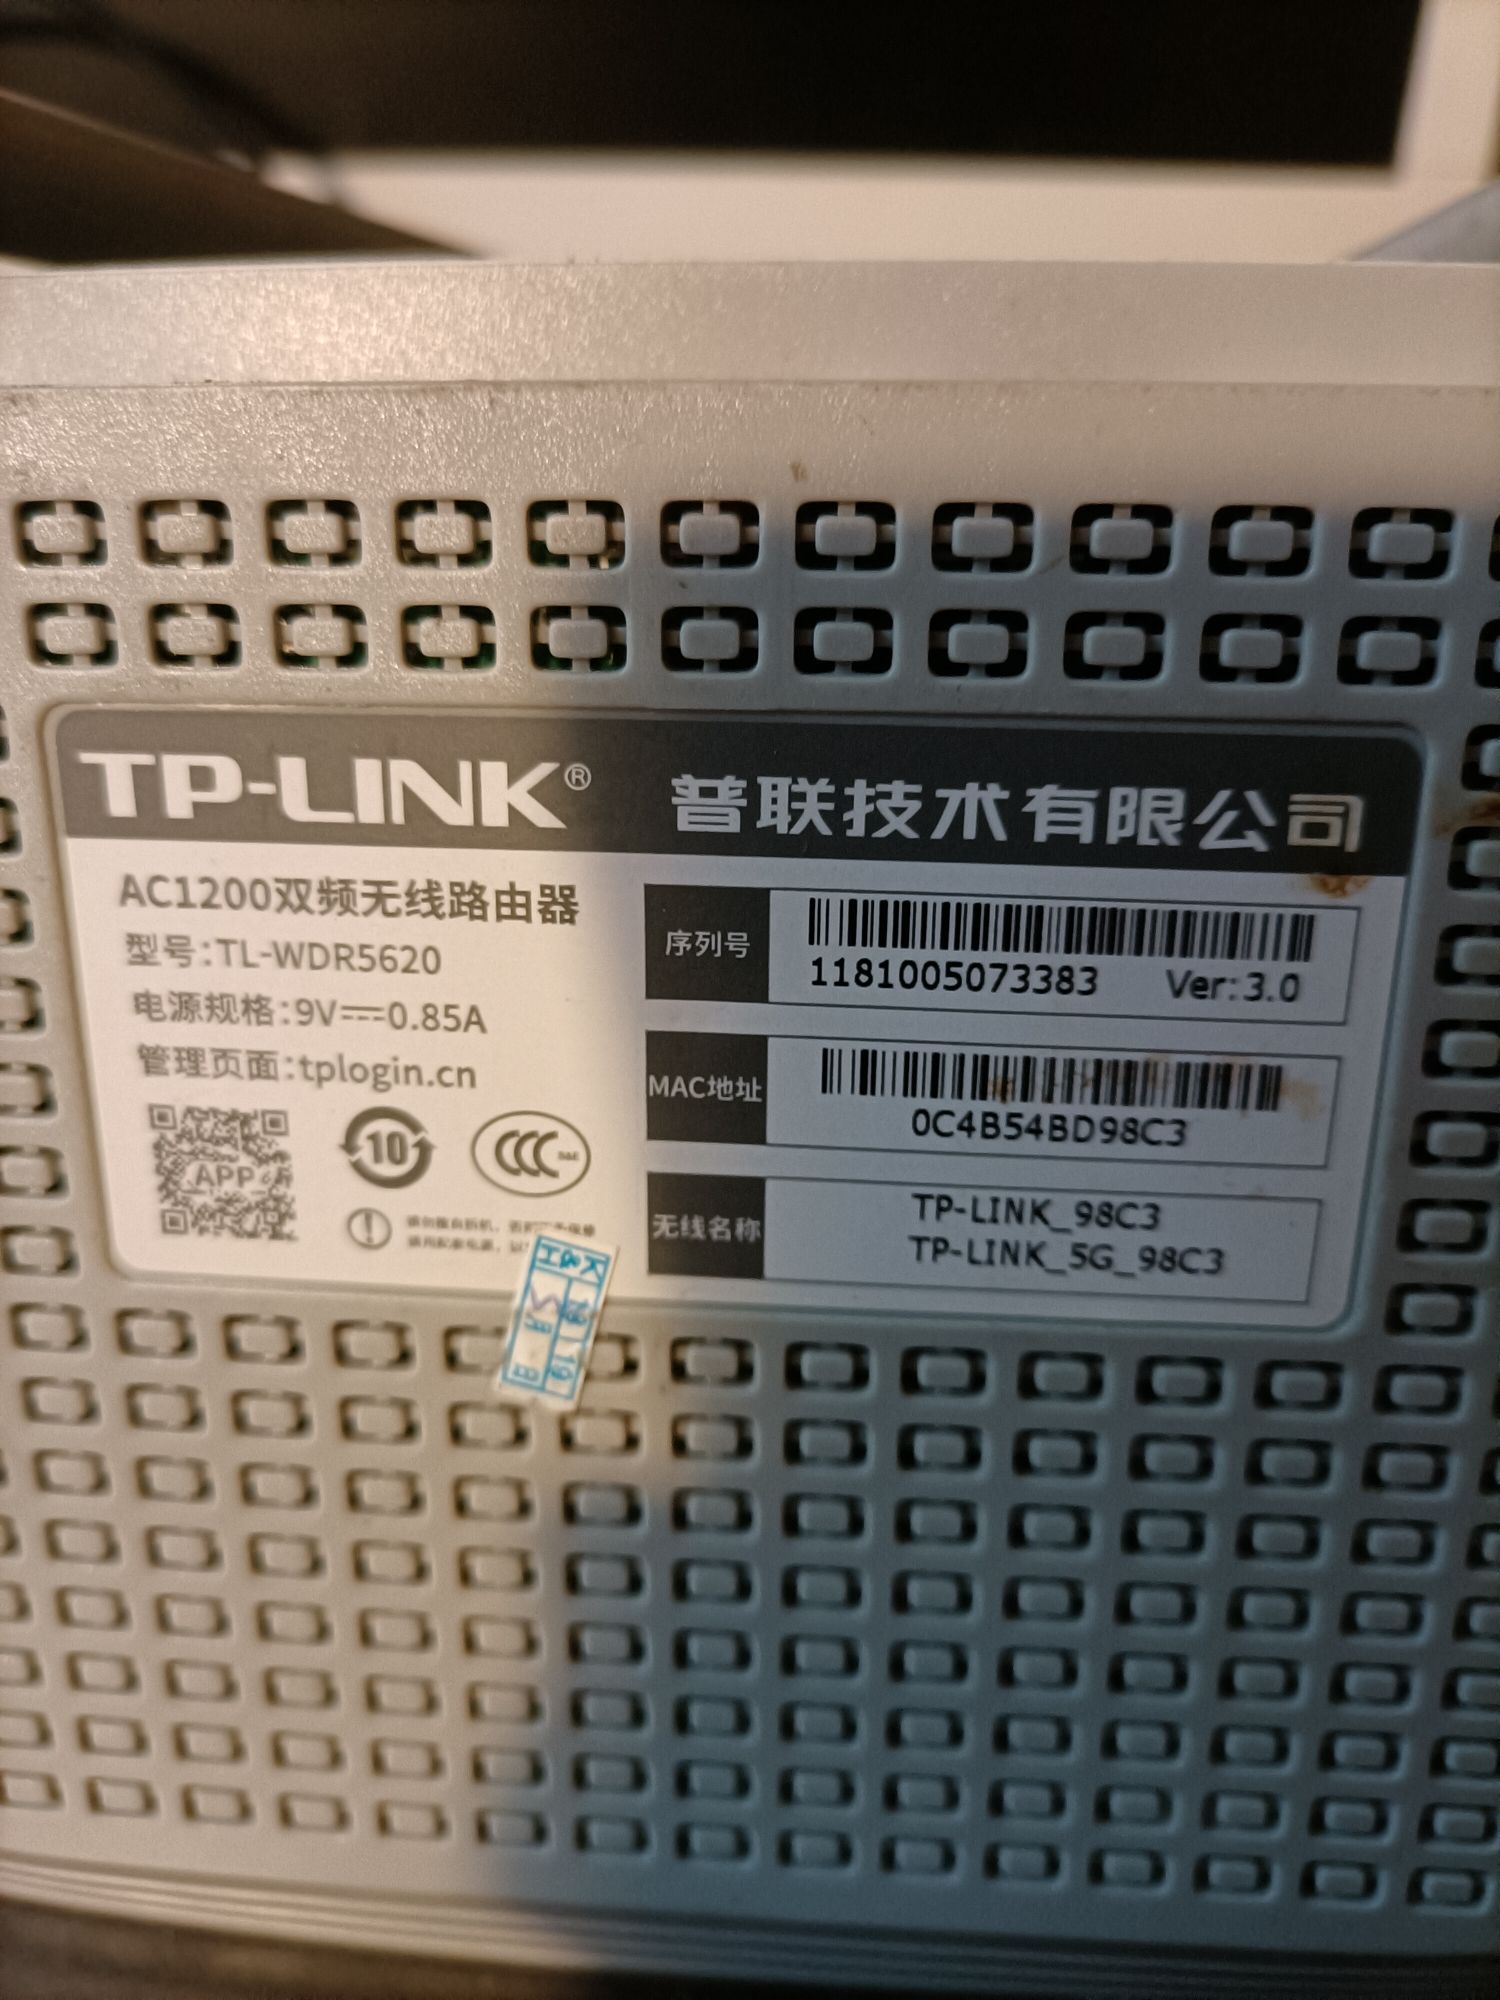 TP-LINK®
普联技术有限公司
AC1200双频无线路由器
型号:TL-WDR5620
电源规格:9V⎓0.85A
管理页面:tplogin.cn
APP
10
CCC
S&E
序列号
1181005073383 Ver:3.0
MAC地址
0C4B54BD98C3
无线名称
TP-LINK_98C3
TP-LINK_5G_98C3